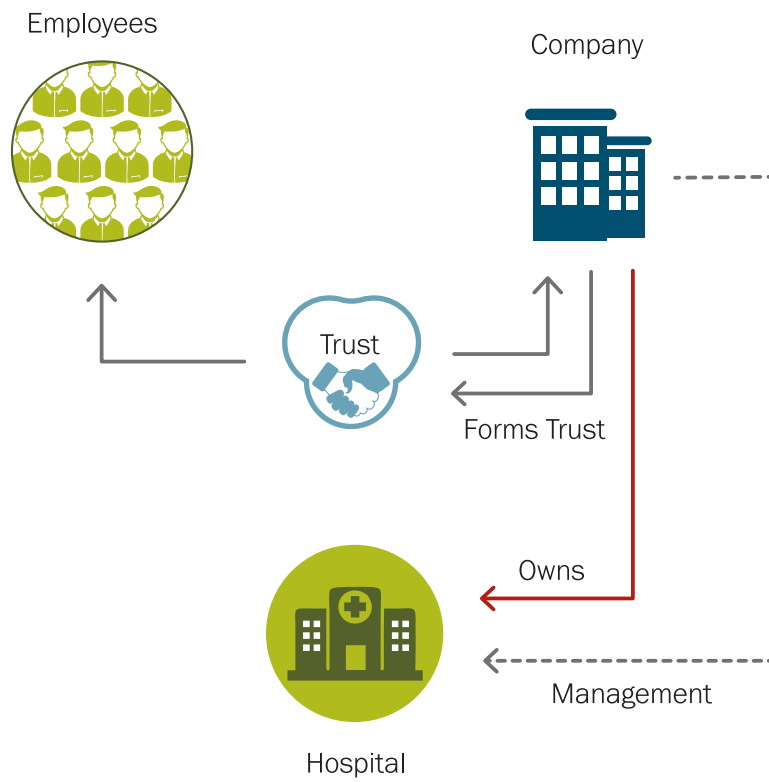 Employees
Company
Trust
Forms Trust
Owns
Management
Hospital